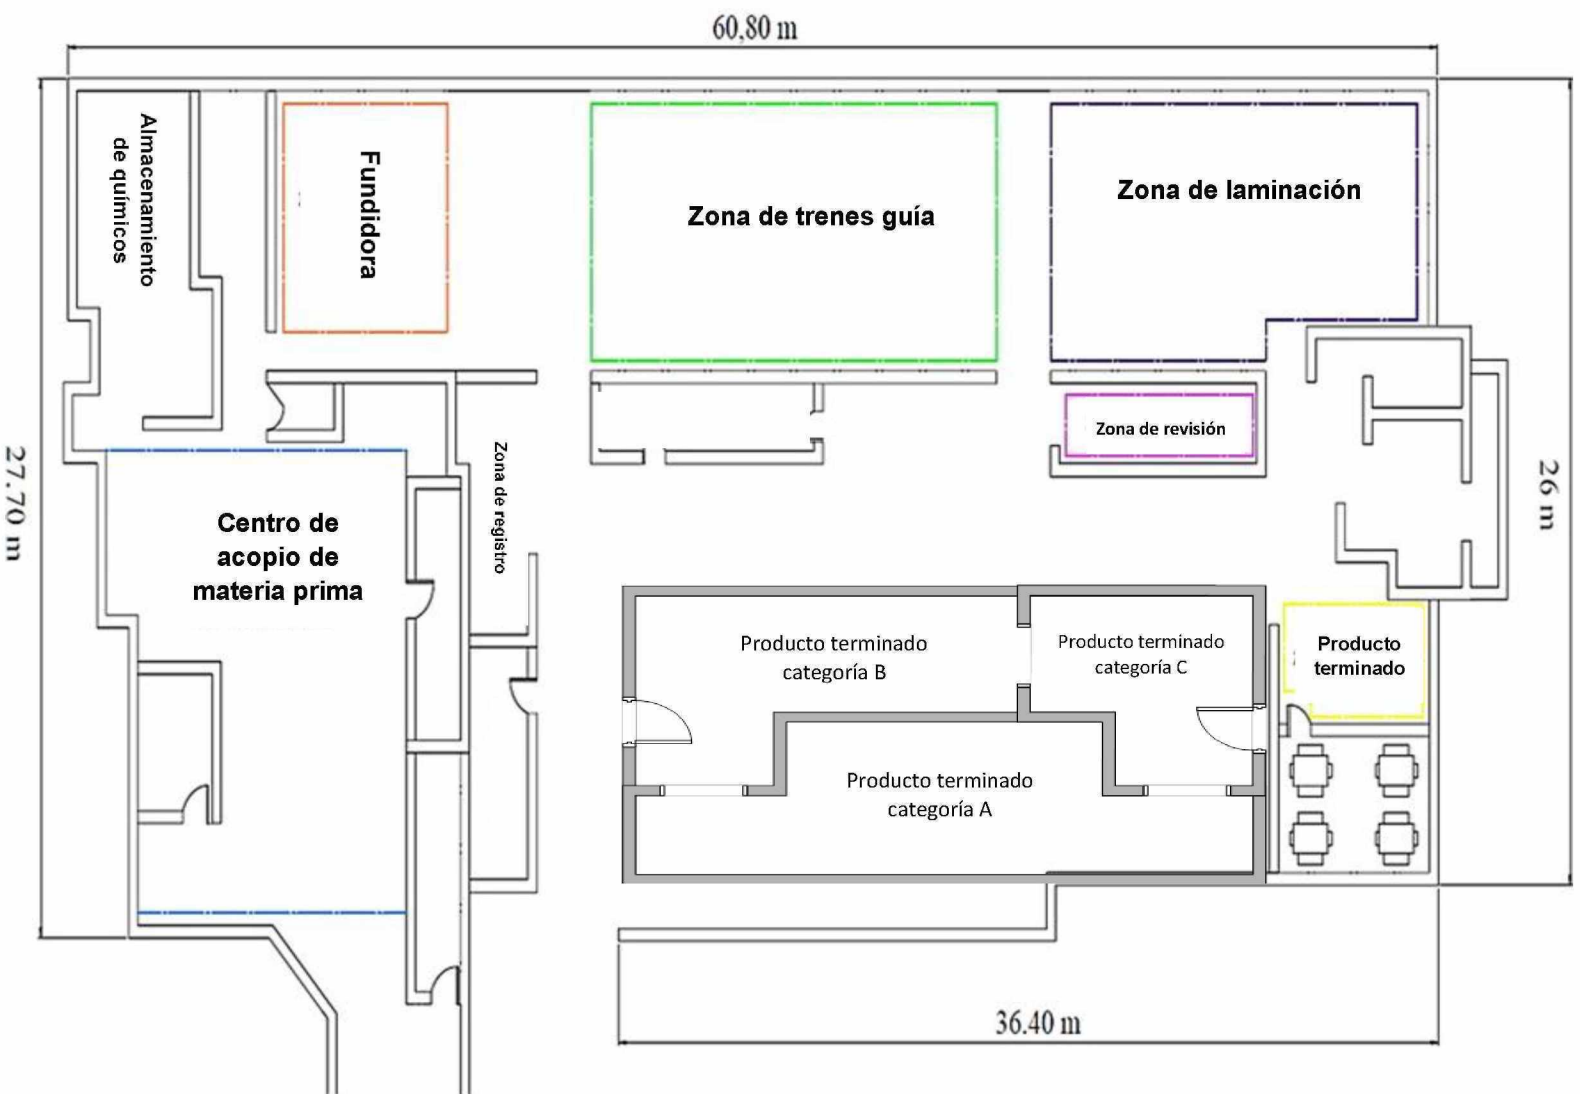 60,80 m
Almacenamiento
de químicos
Fundidora
Zona de trenes guía
Zona de laminación
Zona de revisión
27.70 m
26 m
Zona de registro
Centro de
acopio de
materia prima
Producto terminado
categoría B
Producto terminado
categoría C
Producto
terminado
Producto terminado
categoría A
36.40 m